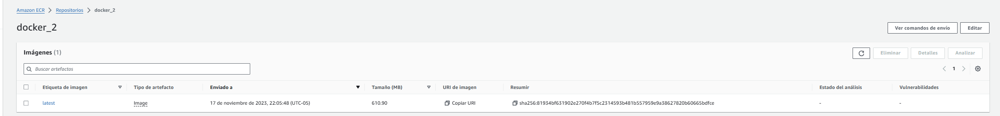 Amazon ECR > Repositorios > docker_2
docker_2
Ver comandos de envío Editar
Imágenes (1)
Eliminar Detalles Analizar
Buscar artefactos
1
Etiqueta de imagen Tipo de artefacto Enviado a Tamaño (MB) URI de imagen Resumir Estado del análisis Vulnerabilidades
latest Image 17 de noviembre de 2023, 22:05:48 (UTC-05) 610.90 Copiar URI sha256:81934bf631902e270f4b7f5c2314593b481b557959e9a38627820b60665bdfce - -